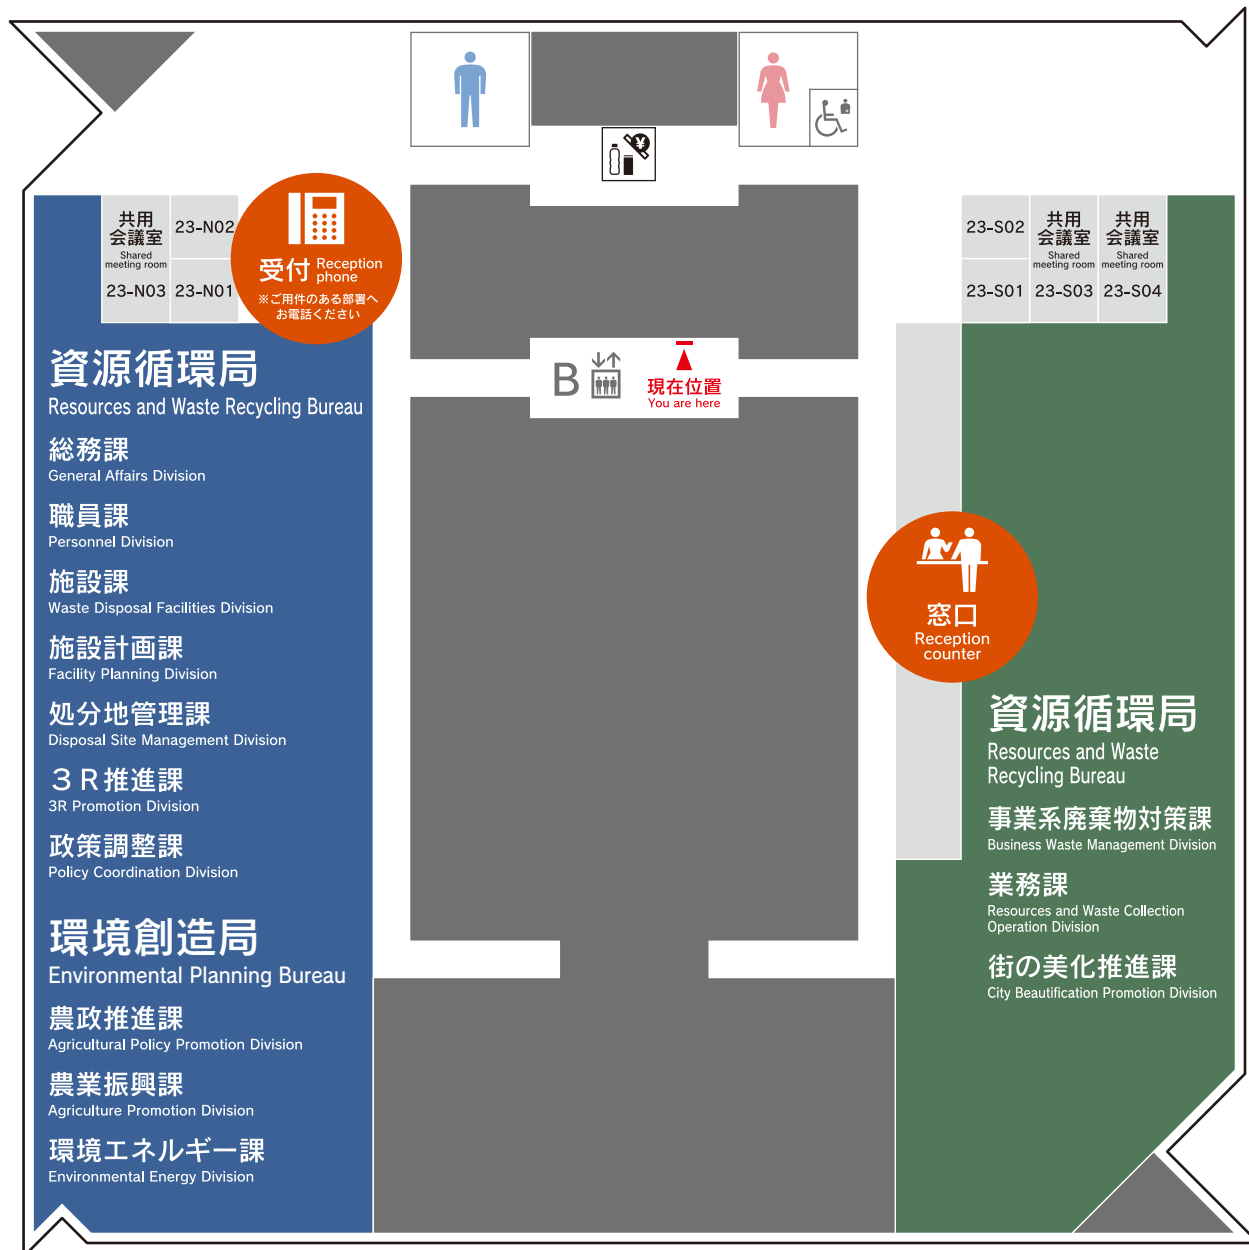 ¥
共用
会議室
Shared
meeting room
23-N03
23-N02
23-N01
受付 Reception
phone
※ご用件のある部署へ
お電話ください
23-S02
23-S01
共用
会議室
Shared
meeting room
23-S03
共用
会議室
Shared
meeting room
23-S04
B
現在位置
You are here
資源循環局
Resources and Waste Recycling Bureau
総務課
General Affairs Division
職員課
Personnel Division
施設課
Waste Disposal Facilities Division
施設計画課
Facility Planning Division
処分地管理課
Disposal Site Management Division
３Ｒ推進課
3R Promotion Division
政策調整課
Policy Coordination Division
環境創造局
Environmental Planning Bureau
農政推進課
Agricultural Policy Promotion Division
農業振興課
Agriculture Promotion Division
環境エネルギー課
Environmental Energy Division
窓口
Reception
counter
資源循環局
Resources and Waste
Recycling Bureau
事業系廃棄物対策課
Business Waste Management Division
業務課
Resources and Waste Collection
Operation Division
街の美化推進課
City Beautification Promotion Division